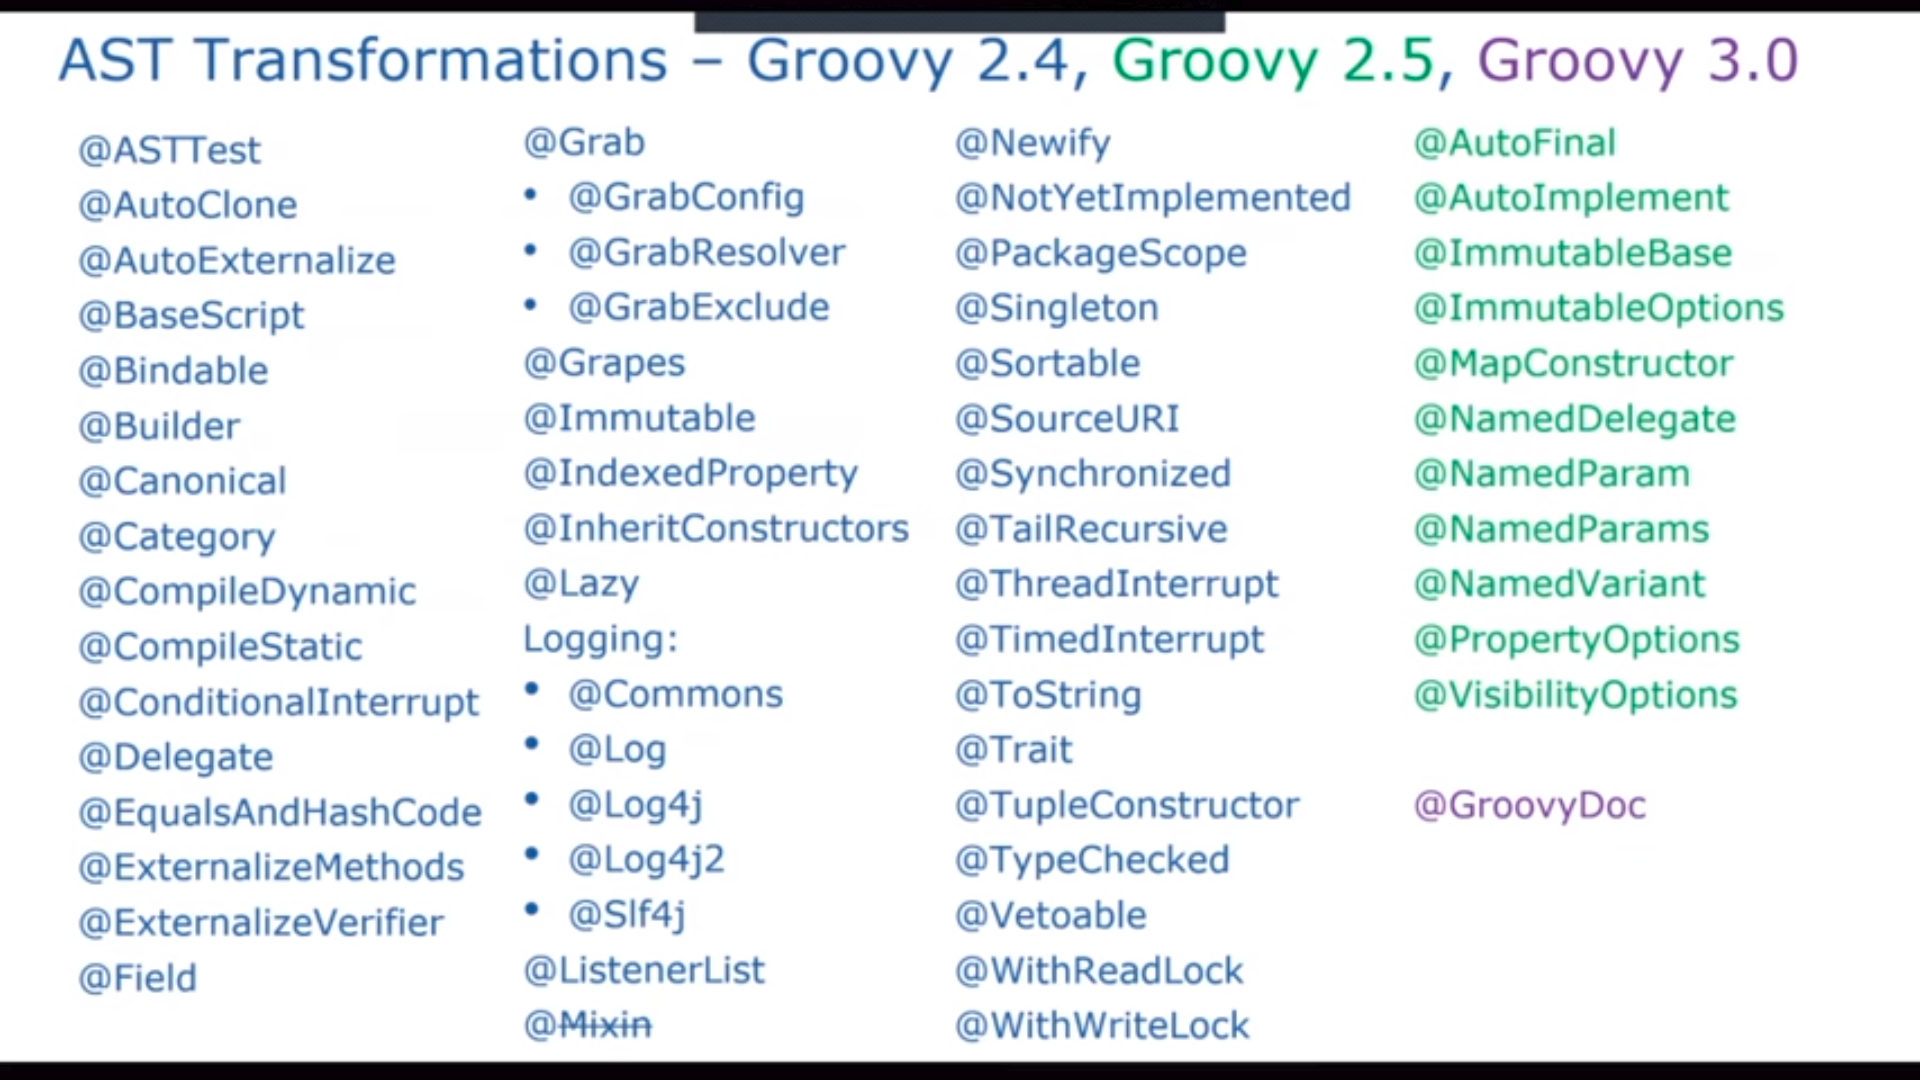 AST Transformations – Groovy 2.4, Groovy 2.5, Groovy 3.0
@ASTTest
@AutoClone
@AutoExternalize
@BaseScript
@Bindable
@Builder
@Canonical
@Category
@CompileDynamic
@CompileStatic
@ConditionalInterrupt
@Delegate
@EqualsAndHashCode
@ExternalizeMethods
@ExternalizeVerifier
@Field
@Grab
• @GrabConfig
• @GrabResolver
• @GrabExclude
@Grapes
@Immutable
@IndexedProperty
@InheritConstructors
@Lazy
Logging:
• @Commons
• @Log
• @Log4j
• @Log4j2
• @Slf4j
@ListenerList
@Mixin
@Newify
@NotYetImplemented
@PackageScope
@Singleton
@Sortable
@SourceURI
@Synchronized
@TailRecursive
@ThreadInterrupt
@TimedInterrupt
@ToString
@Trait
@TupleConstructor
@TypeChecked
@Vetoable
@WithReadLock
@WithWriteLock
@AutoFinal
@AutoImplement
@ImmutableBase
@ImmutableOptions
@MapConstructor
@NamedDelegate
@NamedParam
@NamedParams
@NamedVariant
@PropertyOptions
@VisibilityOptions
@GroovyDoc